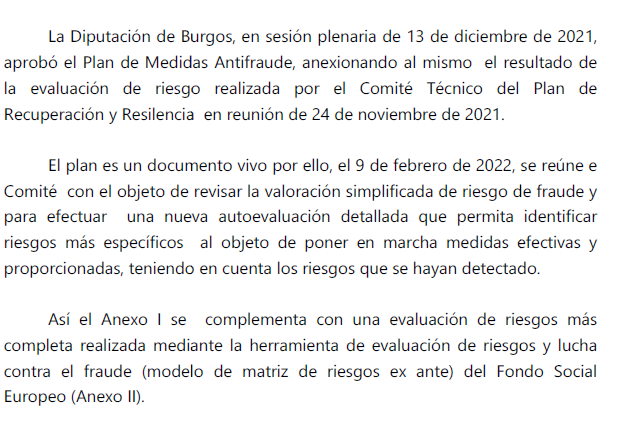 La Diputación de Burgos, en sesión plenaria de 13 de diciembre de 2021,
aprobó el Plan de Medidas Antifraude, anexionando al mismo el resultado de
la evaluación de riesgo realizada por el Comité Técnico del Plan de
Recuperación y Resilencia en reunión de 24 de noviembre de 2021.
El plan es un documento vivo por ello, el 9 de febrero de 2022, se reúne e
Comité con el objeto de revisar la valoración simplificada de riesgo de fraude y
para efectuar una nueva autoevaluación detallada que permita identificar
riesgos más específicos al objeto de poner en marcha medidas efectivas y
proporcionadas, teniendo en cuenta los riesgos que se hayan detectado.
Así el Anexo I se complementa con una evaluación de riesgos más
completa realizada mediante la herramienta de evaluación de riesgos y lucha
contra el fraude (modelo de matriz de riesgos ex ante) del Fondo Social
Europeo (Anexo II).